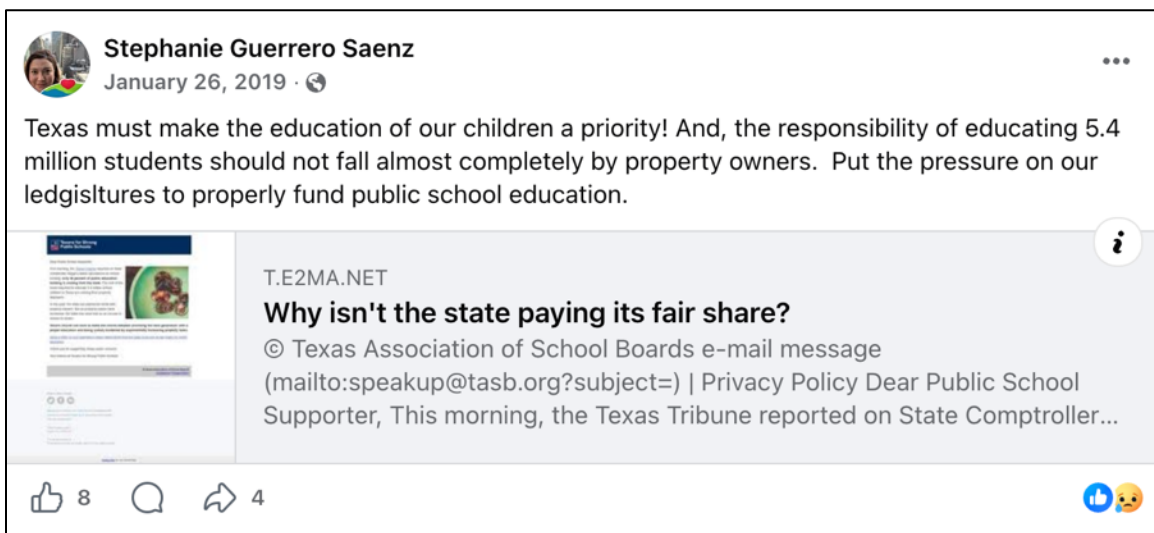 Stephanie Guerrero Saenz
January 26, 2019 ·
Texas must make the education of our children a priority! And, the responsibility of educating 5.4
million students should not fall almost completely by property owners.  Put the pressure on our
ledgisltures to properly fund public school education.
T.E2MA.NET
Why isn't the state paying its fair share?
© Texas Association of School Boards e-mail message
(mailto:speakup@tasb.org?subject=) | Privacy Policy Dear Public School
Supporter, This morning, the Texas Tribune reported on State Comptroller...
8 4